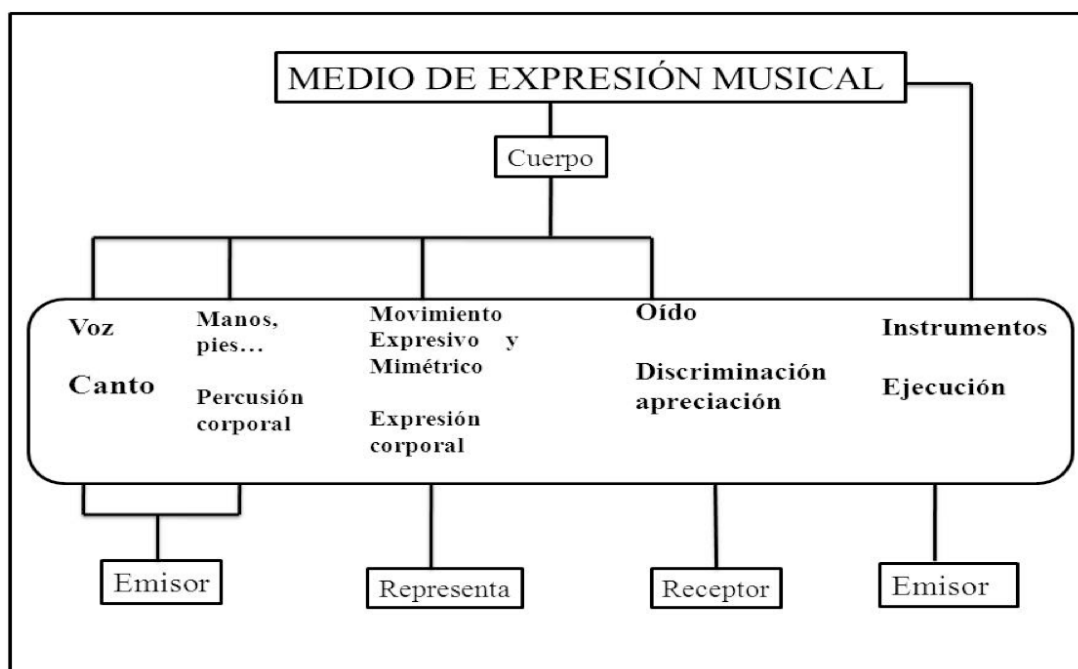 MEDIO DE EXPRESIÓN MUSICAL
Cuerpo
Voz
Canto
Manos,
pies...
Percusión
corporal
Movimiento
Expresivo y
Mimétrico
Expresión
corporal
Oído
Discriminación
apreciación
Instrumentos
Ejecución
Emisor
Representa
Receptor
Emisor